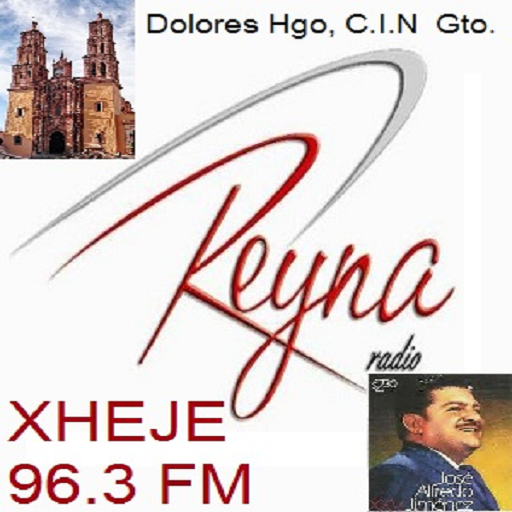 Dolores Hgo, C.I.N Gto.
Reyna
radio
XHEJE
96.3 FM
José
Alfredo
Jiménez